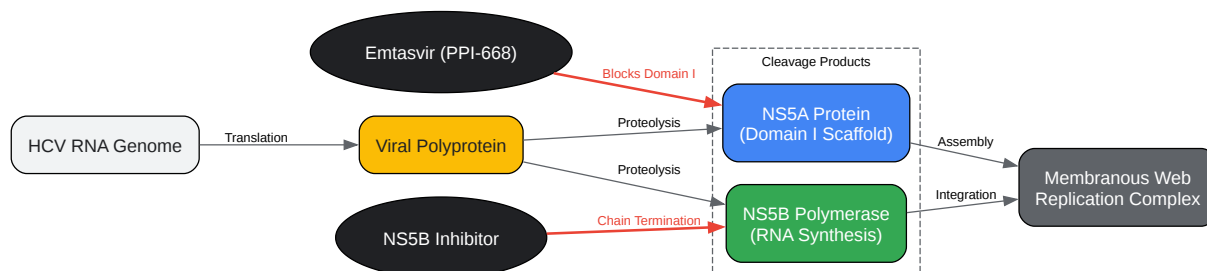 Emtasvir (PPI-668)
Blocks Domain I
Cleavage Products
HCV RNA Genome
Translation
Viral Polyprotein
Proteolysis
NS5A Protein
(Domain I Scaffold)
Assembly
Proteolysis
Membranous Web
Replication Complex
NS5B Inhibitor
Chain Termination
NS5B Polymerase
(RNA Synthesis)
Integration